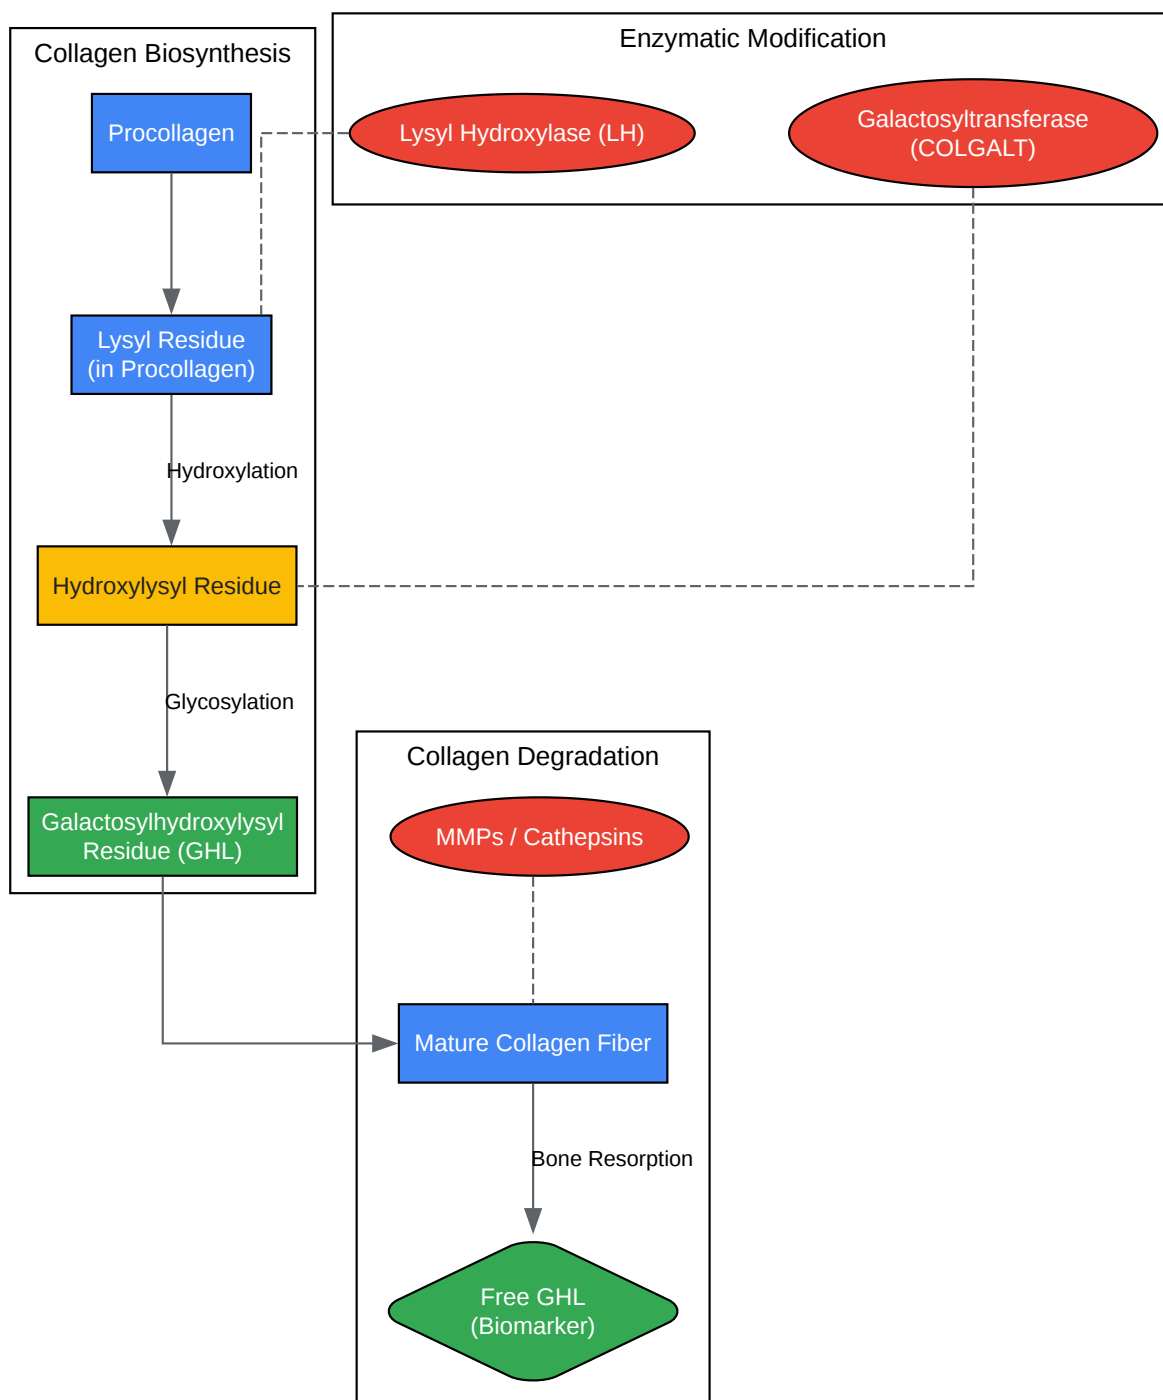 Collagen Biosynthesis
Procollagen
Lysyl Residue
(in Procollagen)
Hydroxylation
Hydroxylysyl Residue
Glycosylation
Galactosylhydroxylysyl
Residue (GHL)
Enzymatic Modification
Lysyl Hydroxylase (LH)
Galactosyltransferase
(COLGALT)
Collagen Degradation
MMPs / Cathepsins
Mature Collagen Fiber
Bone Resorption
Free GHL
(Biomarker)